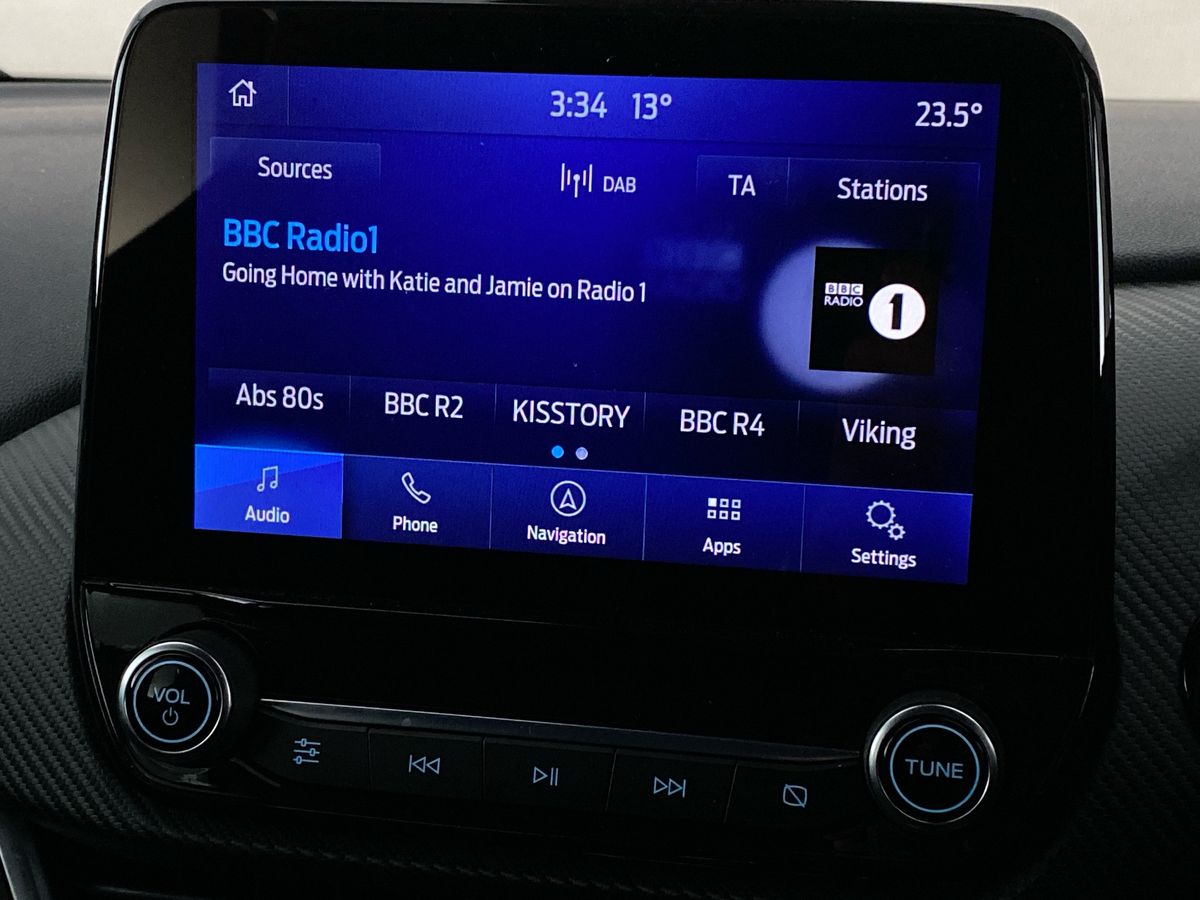 3:34 13° 23.5°
Sources DAB TA Stations
BBC Radio1
Going Home with Katie and Jamie on Radio 1
BBC
RADIO 1
Abs 80s BBC R2 KISSTORY BBC R4 Viking
Audio Phone Navigation Apps Settings
VOL
TUNE